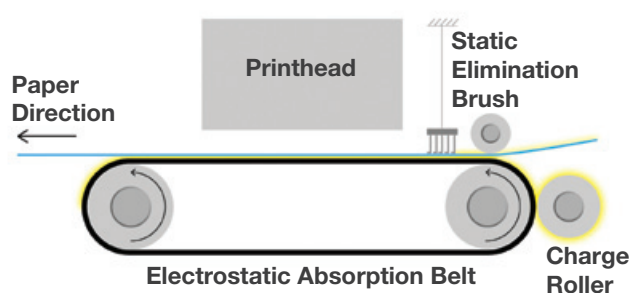 Printhead
Static
Elimination
Brush
Paper
Direction
Electrostatic Absorption Belt
Charge
Roller